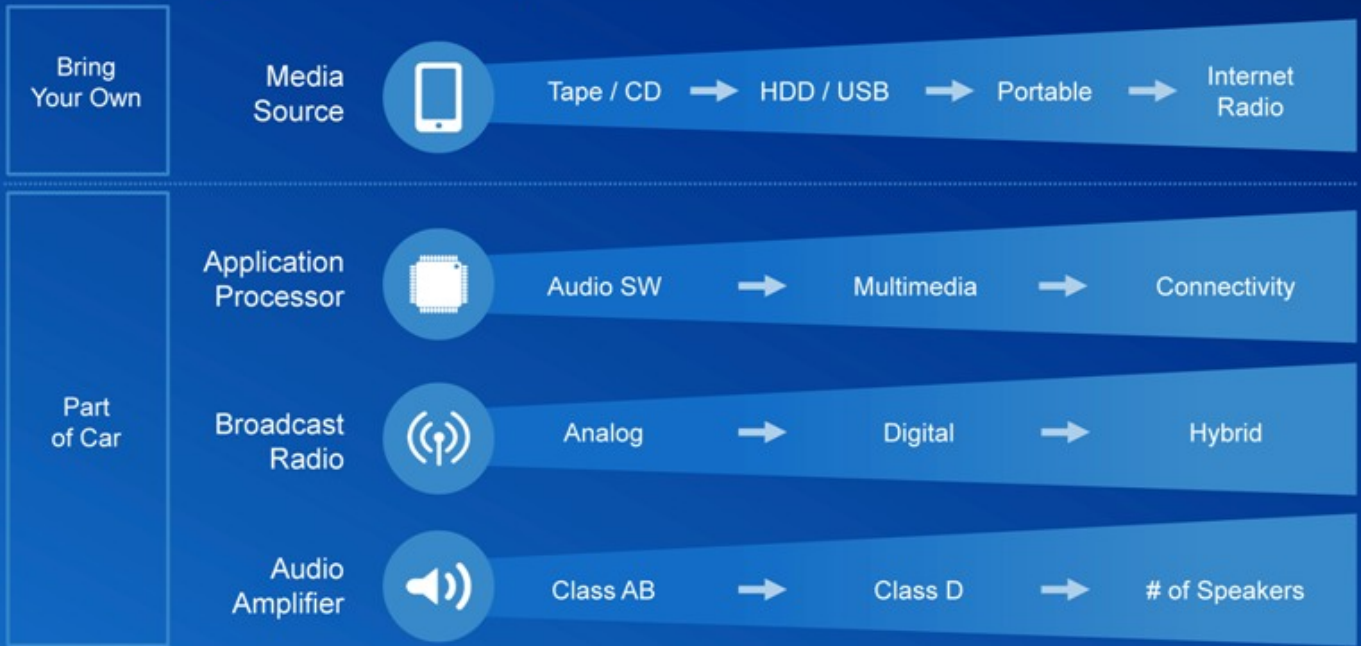 Bring
Your Own
Media
Source
Tape / CD
HDD / USB
Portable
Internet
Radio
Part
of Car
Application
Processor
Audio SW
Multimedia
Connectivity
Broadcast
Radio
Analog
Digital
Hybrid
Audio
Amplifier
Class AB
Class D
# of Speakers